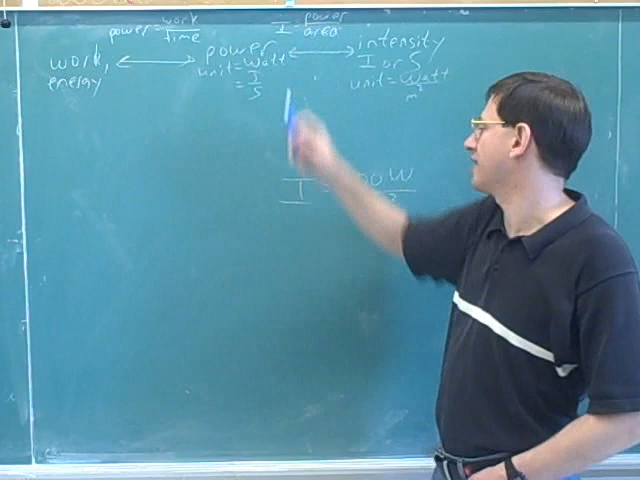 power = work/time
I = power/area
work, energy ⟷ power ⟷ intensity
I or S
unit = Watt
= J/S
unit = Watt/m²
I